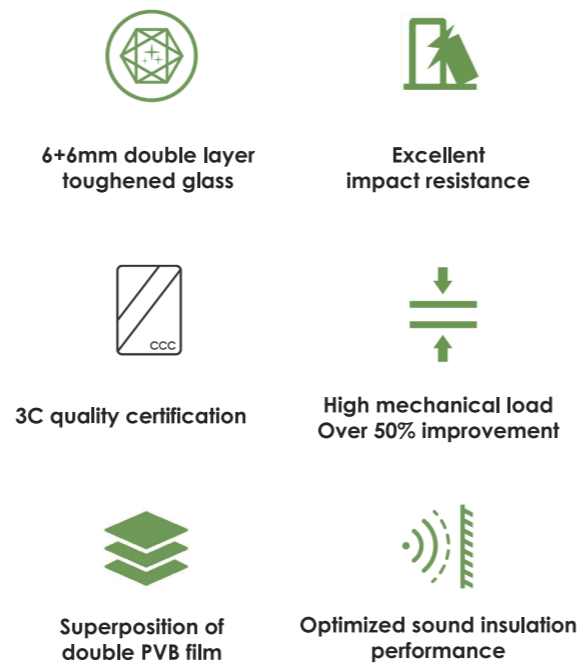 6+6mm double layer
toughened glass
Excellent
impact resistance
CCC
3C quality certification
High mechanical load
Over 50% improvement
Superposition of
double PVB film
Optimized sound insulation
performance